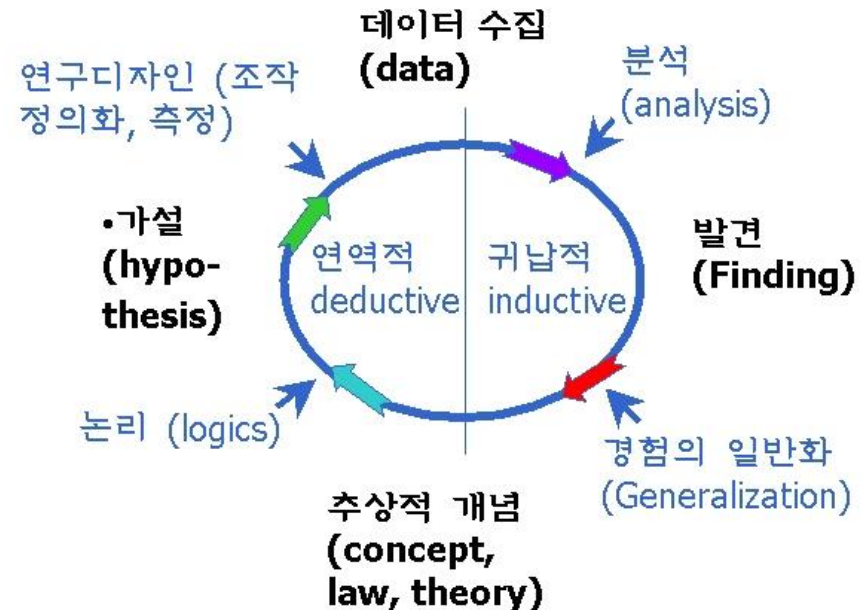 데이터 수집
(data)
연구디자인 (조작
정의화, 측정)
분석
(analysis)
•가설
(hypo-
thesis)
연역적
deductive
귀납적
inductive
발견
(Finding)
논리 (logics)
경험의 일반화
(Generalization)
추상적 개념
(concept,
law, theory)